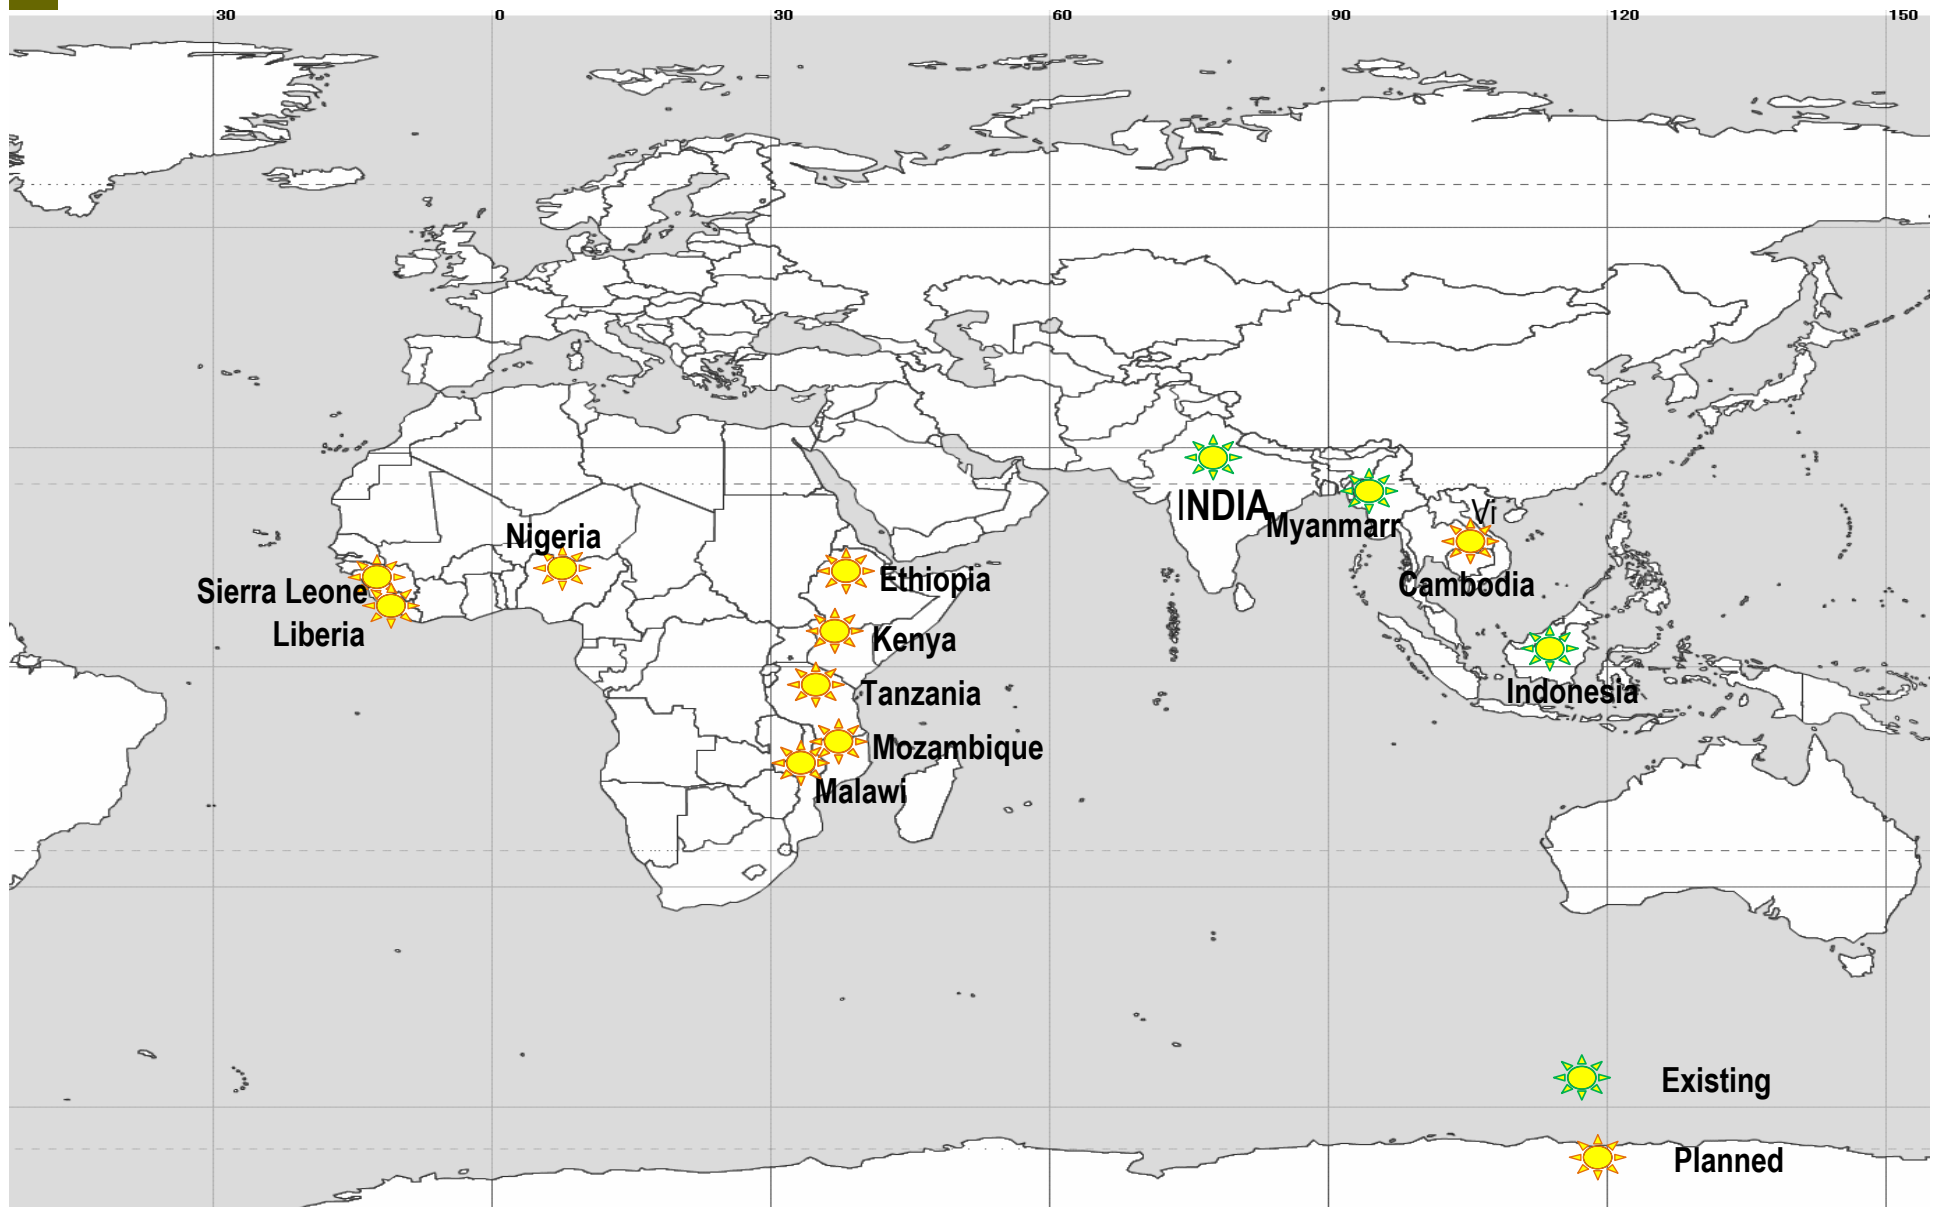 30 0 30 60 90 120 150
INDIA
Vi
Myanmarr
Nigeria
Ethiopia
Cambodia
Sierra Leone
Liberia
Kenya
Tanzania
Indonesia
Mozambique
Malawi
Existing
Planned